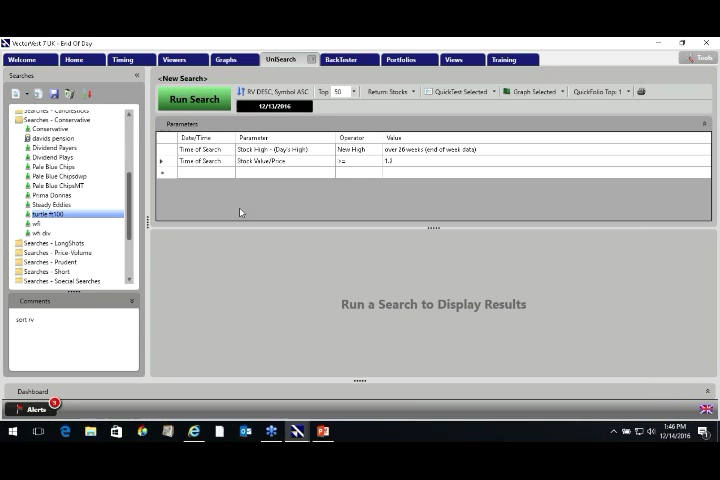 VectorVest 7 UK - End Of Day
Welcome Home Timing Viewers Graphs UniSearch BackTester Portfolios Views Training Tools
Searches
Searches - Candlesticks
Searches - Conservative
Conservative
davids pension
Dividend Payers
Dividend Plays
Pale Blue Chips
Pale Blue Chipsdwp
Pale Blue ChipsMT
Prima Donnas
Steady Eddies
turtle ft100
wfi
wfi div
Searches - LongShots
Searches - Price-Volume
Searches - Prudent
Searches - Short
Searches - Special Searches
Comments
sort rv
<New Search>
Run Search
RV DESC, Symbol ASC Top 50 Return: Stocks QuickTest Selected Graph Selected QuickFolio Top: 1
12/13/2016
Parameters
Date/Time Parameter Operator Value
Time of Search Stock High - (Day's High) New High over 26 weeks (end of week data)
Time of Search Stock Value/Price >= 1.2
Run a Search to Display Results
Dashboard
Alerts 3
1:46 PM
12/14/2016